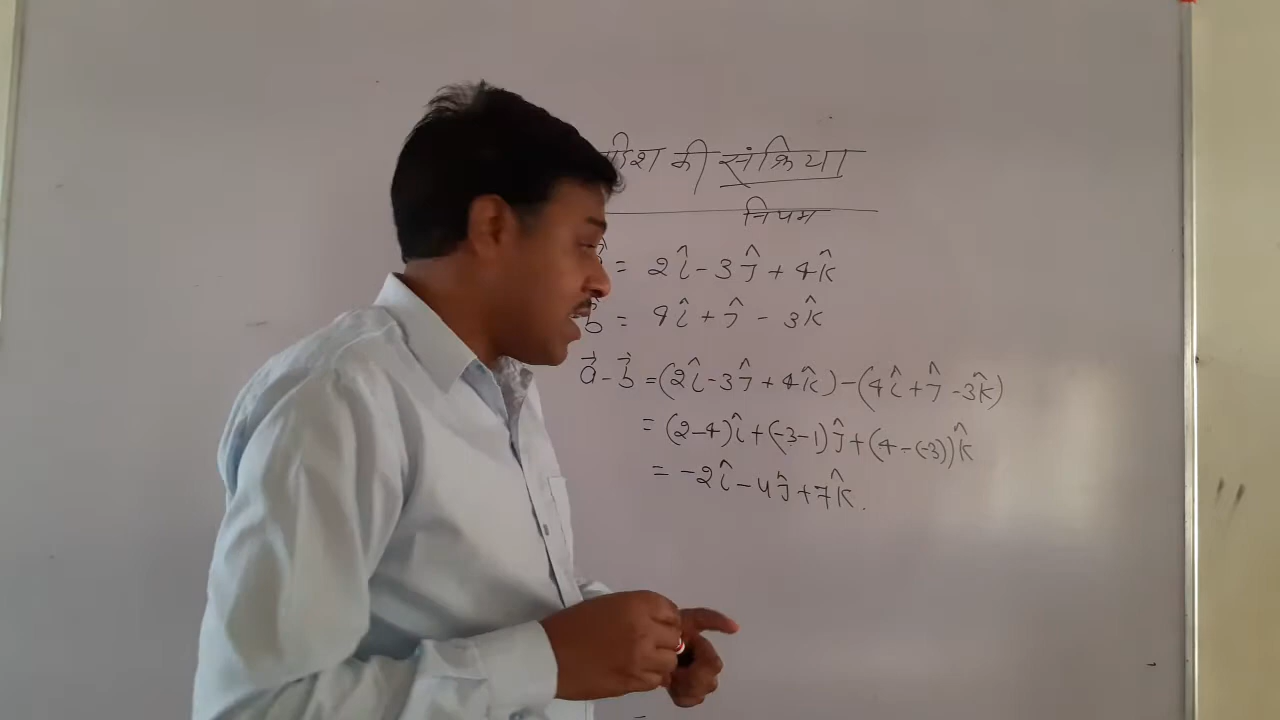 की संक्रिया
नियम
= 2î - 3ĵ + 4k̂
b⃗ = 4î + ĵ - 3k̂
a⃗ - b⃗ = (2î - 3ĵ + 4k̂) - (4î + ĵ - 3k̂)
= (2-4)î + (-3-1)ĵ + (4-(-3))k̂
= -2î - 4ĵ + 7k̂.